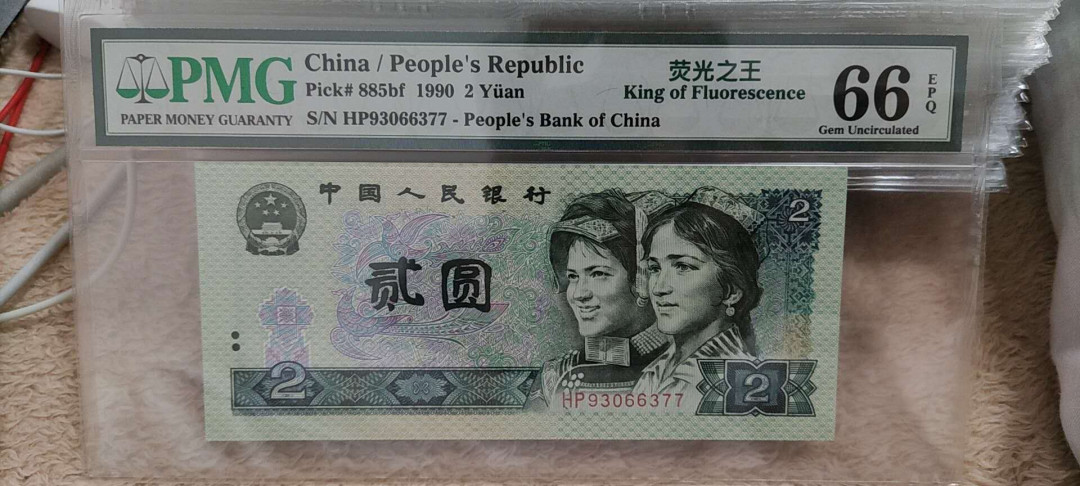 PMG
PAPER MONEY GUARANTY
China / People's Republic
Pick# 885bf 1990 2 Yüan
S/N HP93066377 - People's Bank of China
荧光之王
King of Fluorescence
66
EPQ
Gem Uncirculated
中国人民银行
2
贰圆
2
HP93066377
2